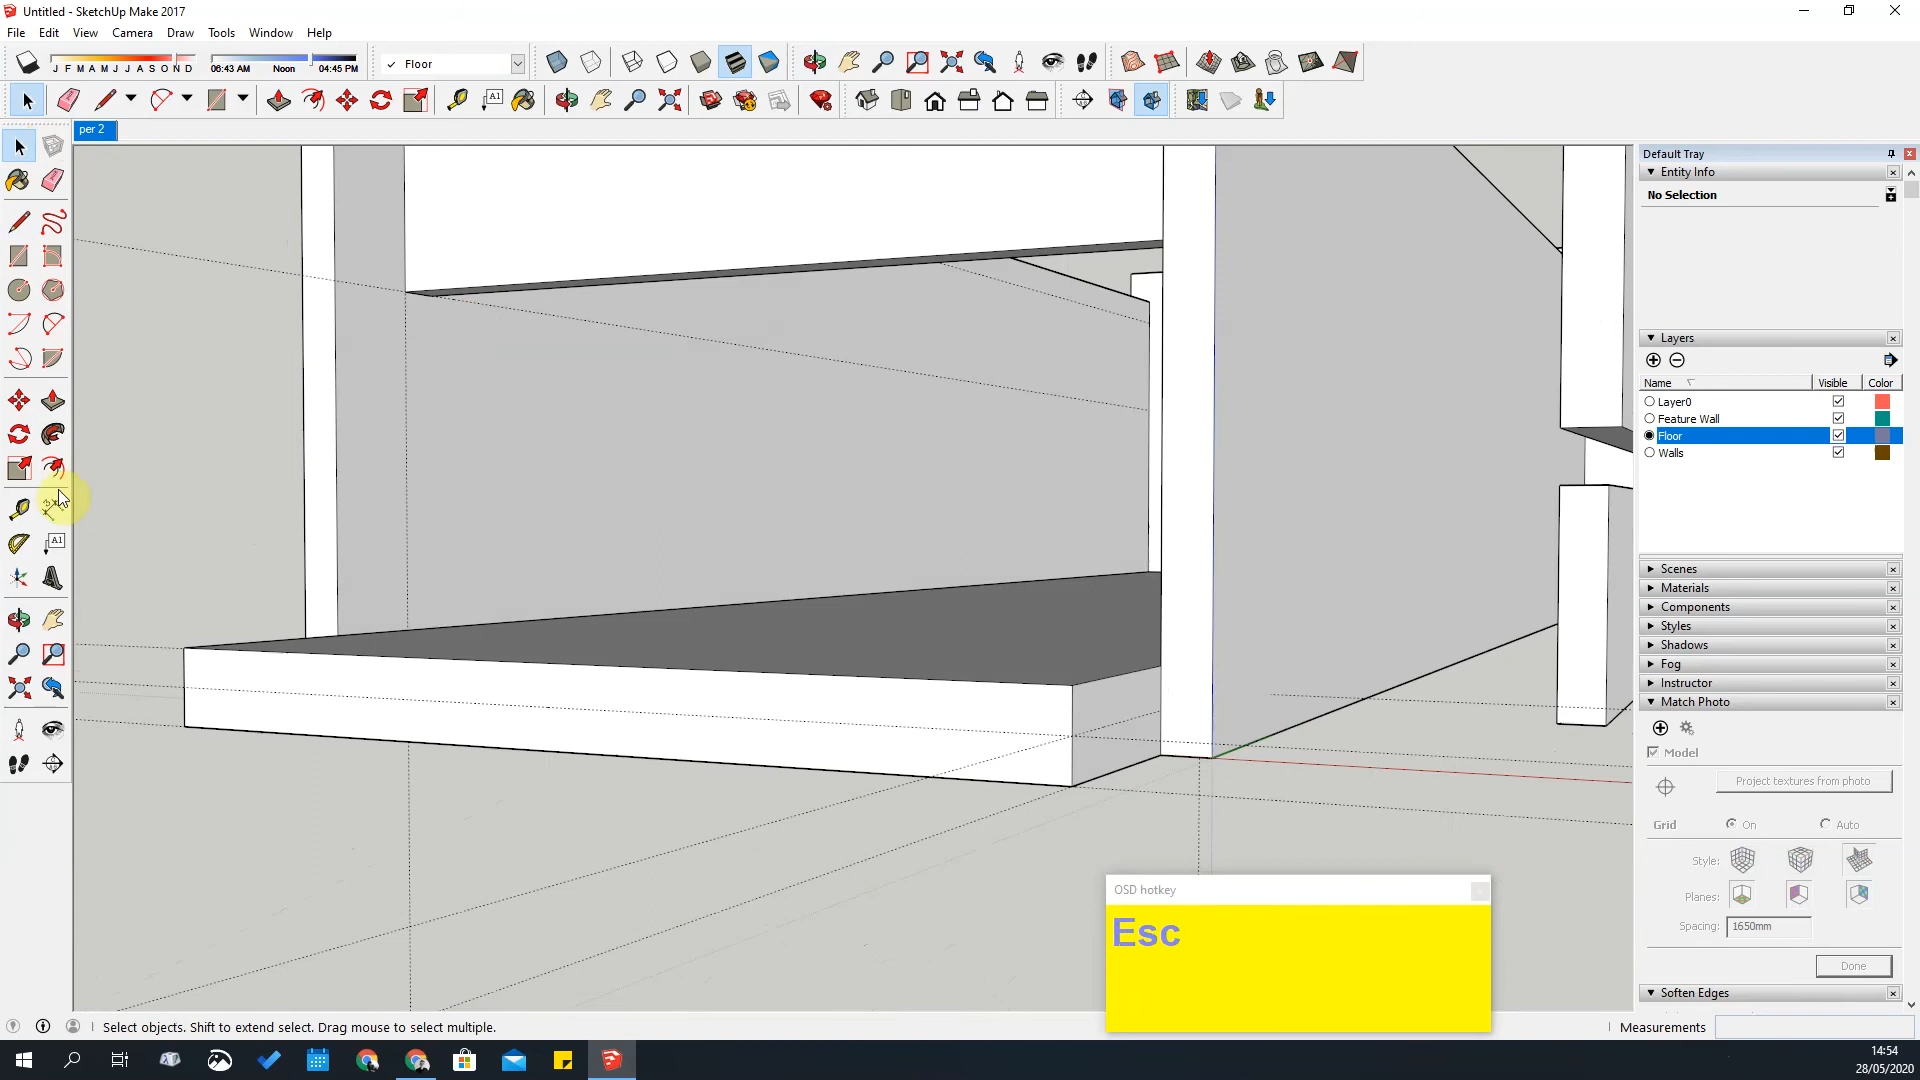 Untitled - SketchUp Make 2017
File Edit View Camera Draw Tools Window Help
J F M A M J J A S O N D
06:43 AM Noon 04:45 PM
✓ Floor
A1
per 2
Default Tray
Entity Info
No Selection
Layers
Name Visible Color
Layer0
Feature Wall
Floor
Walls
A1
Scenes
Materials
Components
Styles
Shadows
Fog
Instructor
Match Photo
Model
Project textures from photo
Grid On Auto
Style:
Planes:
Spacing: 1650mm
Done
Soften Edges
OSD hotkey
Esc
Select objects. Shift to extend select. Drag mouse to select multiple.
Measurements
14:54
28/05/2020